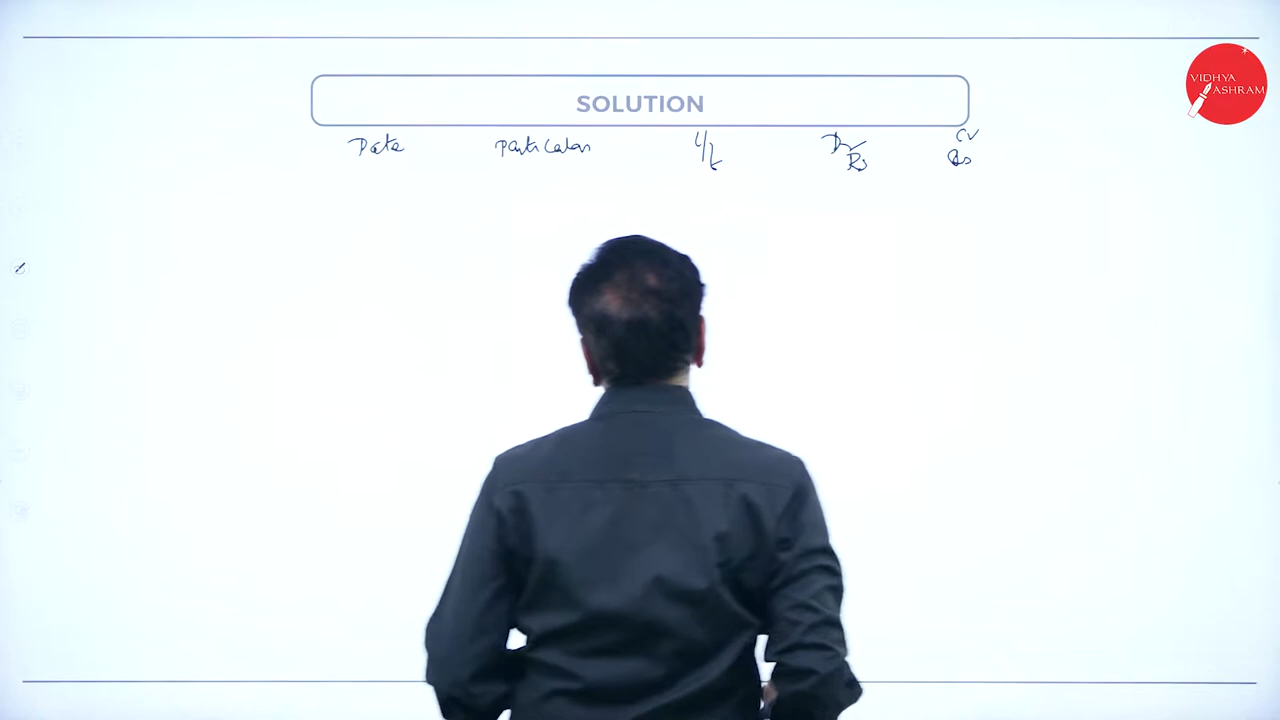 SOLUTION
VIDHYA
ASHRAM
Date Particulars L/f Dr Cr
Rs Rs